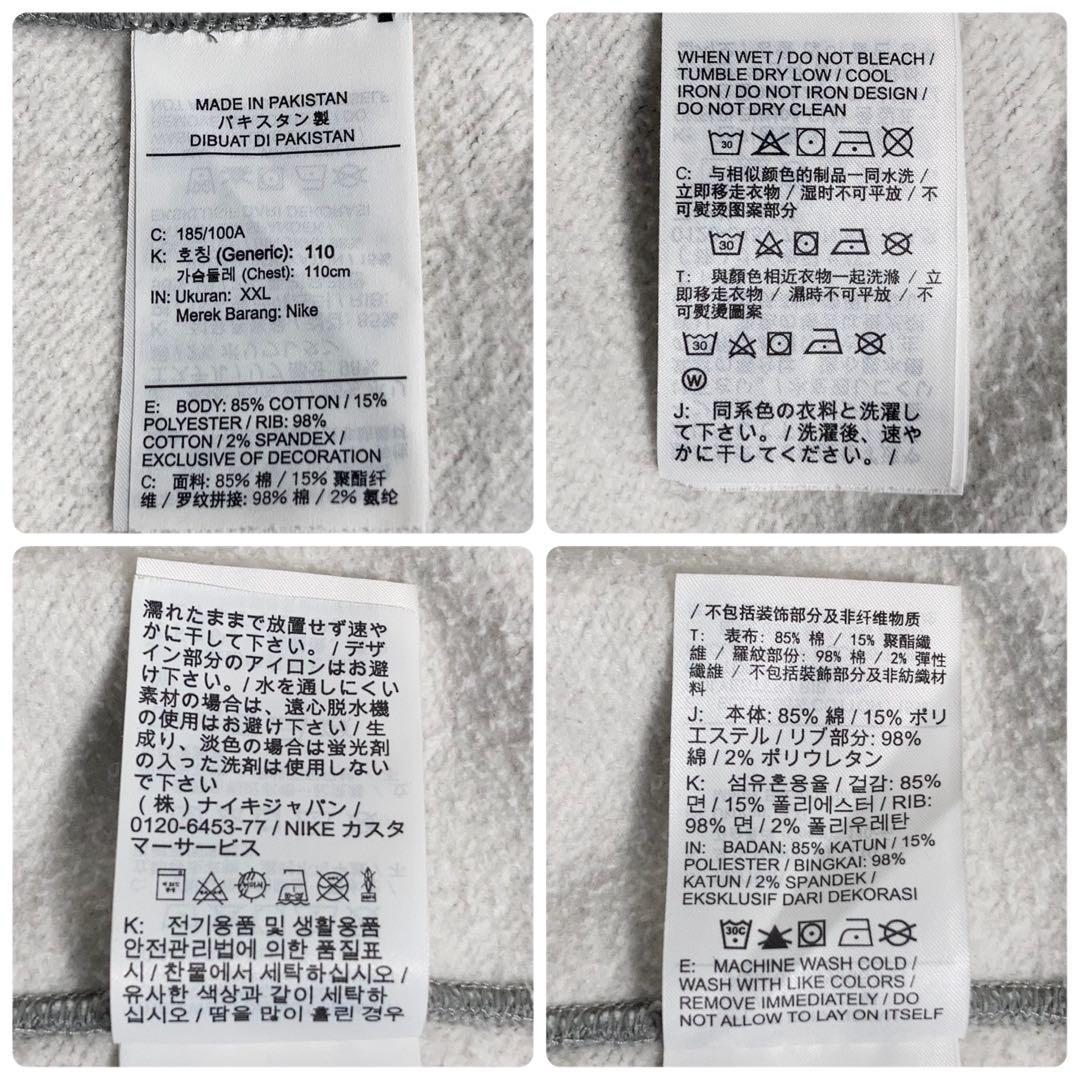 MADE IN PAKISTAN
パキスタン製
DIBUAT DI PAKISTAN
C: 185/100A
K: 호칭 (Generic): 110
가슴둘레 (Chest): 110cm
IN: Ukuran: XXL
Merek Barang: Nike
E: BODY: 85% COTTON / 15%
POLYESTER / RIB: 98%
COTTON / 2% SPANDEX /
EXCLUSIVE OF DECORATION
C: 面料: 85% 棉 / 15% 聚酯纤
维 / 罗纹拼接: 98% 棉 / 2% 氨纶
WHEN WET / DO NOT BLEACH /
TUMBLE DRY LOW / COOL
IRON / DO NOT IRON DESIGN /
DO NOT DRY CLEAN
30
C: 与相似颜色的制品一同水洗 /
立即移走衣物 / 湿时不可平放 / 不
可熨烫图案部分
30
T: 與顏色相近衣物一起洗滌 / 立
即移走衣物 / 濕時不可平放 / 不
可熨燙圖案
30
W
J: 同系色の衣料と洗濯し
て下さい。 / 洗濯後、速や
かに干してください。 /
濡れたままで放置せず速や
かに干して下さい。 / デザ
イン部分のアイロンはお避
け下さい。 / 水を通しにくい
素材の場合は、遠心脱水機
の使用はお避け下さい / 生
成り、淡色の場合は蛍光剤
の入った洗剤は使用しない
で下さい
(株) ナイキジャパン /
0120-6453-77 / NIKE カスタ
マーサービス
K: 전기용품 및 생활용품
안전관리법에 의한 품질표
시 / 찬물에서 세탁하십시오 /
유사한 색상과 같이 세탁하
십시오 / 땀을 많이 흘린 경우
/ 不包括装饰部分及非纤维物质
T: 表布: 85% 棉 / 15% 聚酯纖
維 / 羅紋部份: 98% 棉 / 2% 彈性
纖維 / 不包括裝飾部分及非紡織材
料
J: 本体: 85% 綿 / 15% ポリ
エステル / リブ部分: 98%
綿 / 2% ポリウレタン
K: 섬유혼용율 / 겉감: 85%
면 / 15% 폴리에스터 / RIB:
98% 면 / 2% 폴리우레탄
IN: BADAN: 85% KATUN / 15%
POLIESTER / BINGKAI: 98%
KATUN / 2% SPANDEK /
EKSKLUSIF DARI DEKORASI
30C
E: MACHINE WASH COLD /
WASH WITH LIKE COLORS /
REMOVE IMMEDIATELY / DO
NOT ALLOW TO LAY ON ITSELF